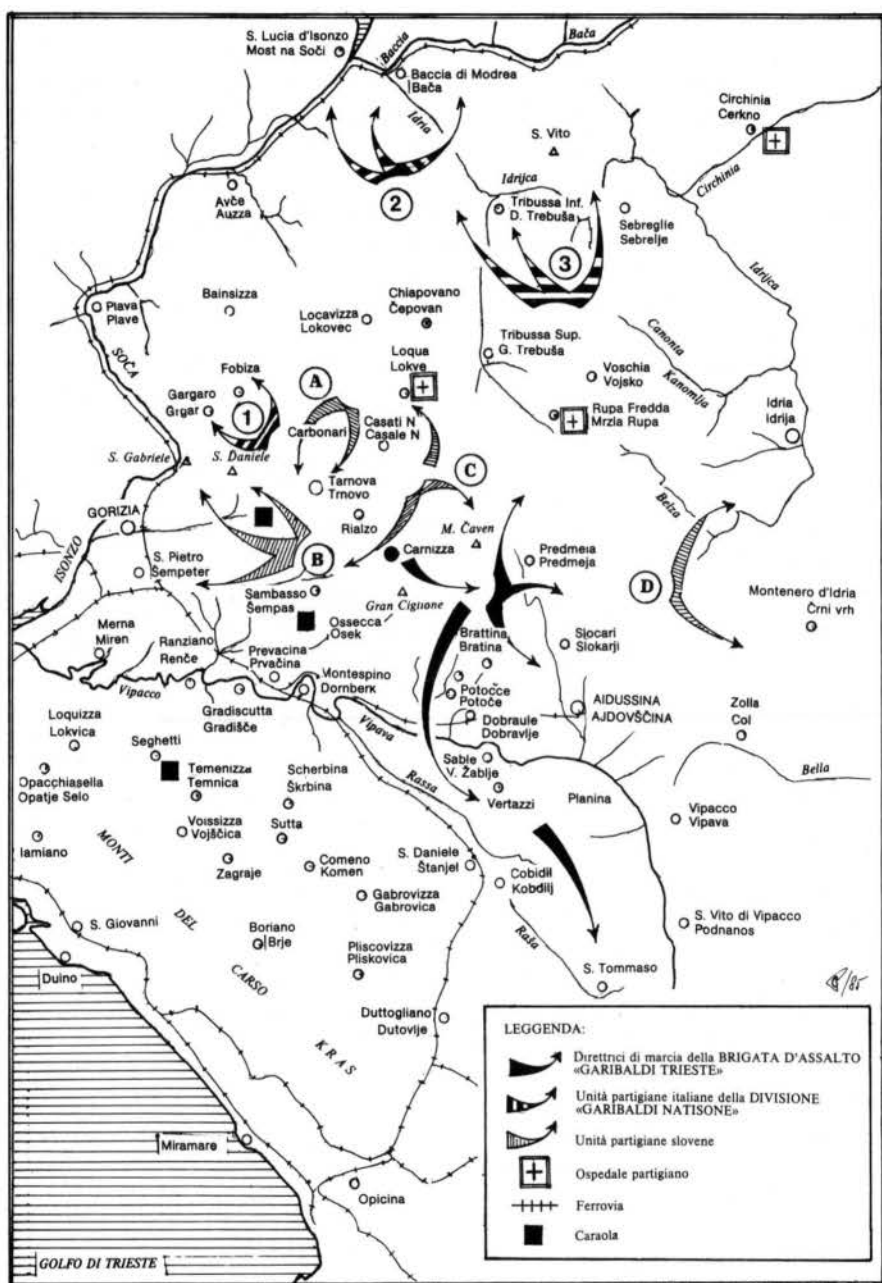 S. Lucia d'Isonzo
Most na Soči
Baccia
Bača
Baccia di Modrea
Bača
Idria
Circhinia
Cerkno
S. Vito
Circhinia
Avče
Auzza
2
Idrijca
Tribussa Inf.
D. Trebuša
Sebreglie
Sebrelje
3
Idrijca
Plava
Plave
Bainsizza
Locavizza
Lokovec
Chiapovano
Čepovan
SOČA
Tribussa Sup.
G. Trebuša
Canonia
Kanomlja
Voschia
Vojsko
Fobiza
A
Loqua
Lokve
Gargaro
Grgar
1
Carbonari
Casati N
Casale N
Rupa Fredda
Mrzla Rupa
Idria
Idrija
S. Gabriele
S. Daniele
Tarnova
Trnovo
C
Belza
GORIZIA
Rialzo
M. Čaven
ISONZO
S. Pietro
Šempeter
B
Carnizza
Predmeia
Predmeja
D
Montenero d'Idria
Črni vrh
Sambasso
Šempas
Gran Ciglione
Merna
Miren
Ranziano
Renče
Ossecca
Osek
Prevacina
Prvačina
Brattina
Bratina
Slocari
Slokarji
Vipacco
Montespino
Dornberk
Potocče
Potoče
AIDUSSINA
AJDOVŠČINA
Zolla
Col
Loquizza
Lokvica
Gradiscutta
Gradišče
Vipava
Dobraule
Dobravlje
Seghetti
Sable
V. Žablje
Rassa
Bella
Opacchiasella
Opatje Selo
Temenizza
Temnica
Scherbina
Škrbina
Vertazzi
Planina
Voissizza
Vojščica
Sutta
Vipacco
Vipava
Iamiano
MONTI
Zagraje
Comeno
Komen
S. Daniele
Štanjel
Cobidil
Kobdilj
Gabrovizza
Gabrovica
S. Giovanni
DEL
Boriano
Brje
Raša
S. Vito di Vipacco
Podnanos
Pliscovizza
Pliskovica
Duino
CARSO
S. Tommaso
/85
Duttogliano
Dutovlje
KRAS
Miramare
Opicina
GOLFO DI TRIESTE
LEGGENDA:
Direttrici di marcia della BRIGATA D'ASSALTO
«GARIBALDI TRIESTE»
Unità partigiane italiane della DIVISIONE
«GARIBALDI NATISONE»
Unità partigiane slovene
Ospedale partigiano
Ferrovia
Caraola